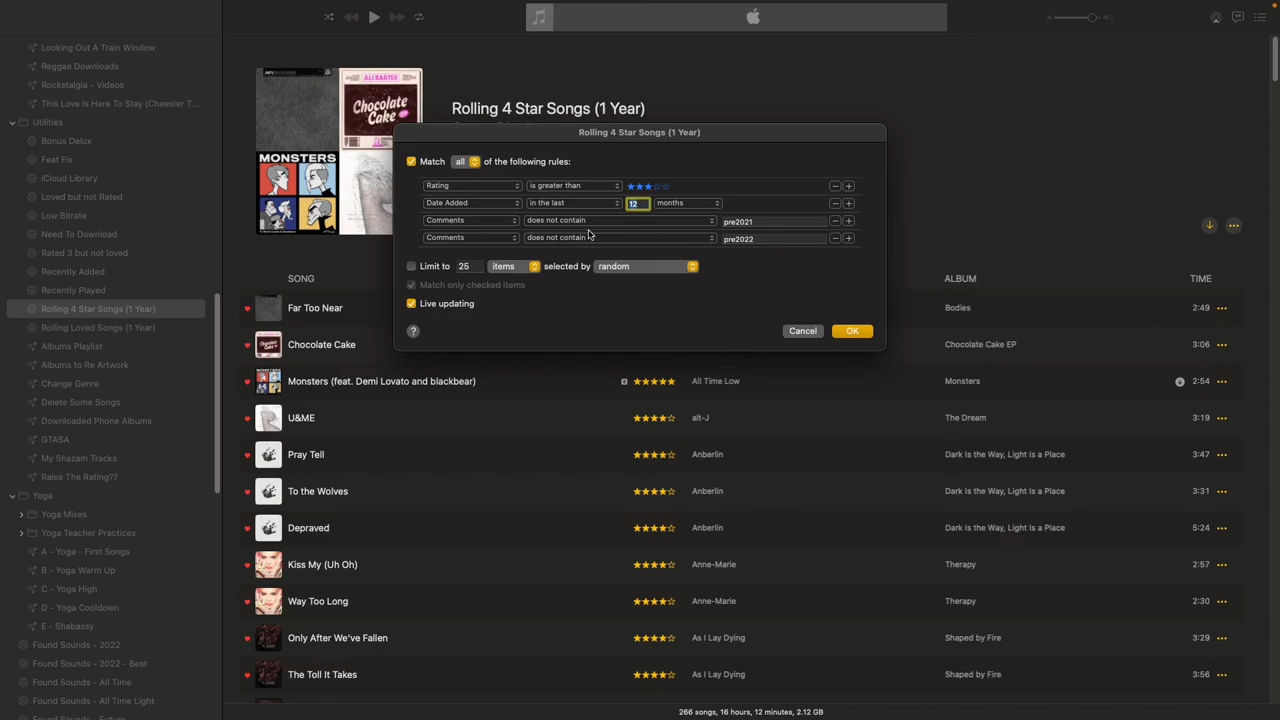 Looking Out A Train Window
Reggae Downloads
Rockstalgia - Videos
This Love Is Here To Stay (Cheesier T...
Utilities
Bonus Delux
Feat Fix
iCloud Library
Loved but not Rated
Low Bitrate
Need To Download
Rated 3 but not loved
Recently Added
Recently Played
Rolling 4 Star Songs (1 Year)
Rolling Loved Songs (1 Year)
Albums Playlist
Albums to Re Artwork
Change Genre
Delete Some Songs
Downloaded Phone Albums
GTASA
My Shazam Tracks
Raise The Rating??
Yoga
Yoga Mixes
Yoga Teacher Practices
A - Yoga - First Songs
B - Yoga Warm Up
C - Yoga High
D - Yoga Cooldown
E - Shabassy
Found Sounds - 2022
Found Sounds - 2022 - Best
Found Sounds - All Time
Found Sounds - All Time Light
Found Sounds - Future
ALI BARTER
CHOCOLATE CAKE
MONSTERS
Rolling 4 Star Songs (1 Year)
Rolling 4 Star Songs (1 Year)
Match all of the following rules:
Rating is greater than ★★★☆☆
Date Added in the last 12 months
Comments does not contain pre2021
Comments does not contain pre2022
Limit to 25 items selected by random
Match only checked items
Live updating
? Cancel OK
SONG ALBUM TIME
Far Too Near Bodies 2:49
Chocolate Cake Chocolate Cake EP 3:06
Monsters (feat. Demi Lovato and blackbear) E ★★★★★ All Time Low Monsters 2:54
U&ME ★★★★☆ alt-J The Dream 3:19
Pray Tell ★★★★☆ Anberlin Dark Is the Way, Light Is a Place 3:47
To the Wolves ★★★★☆ Anberlin Dark Is the Way, Light Is a Place 3:31
Depraved ★★★★☆ Anberlin Dark Is the Way, Light Is a Place 5:24
Kiss My (Uh Oh) ★★★★☆ Anne-Marie Therapy 2:57
Way Too Long ★★★★☆ Anne-Marie Therapy 2:30
Only After We've Fallen ★★★★☆ As I Lay Dying Shaped by Fire 3:29
The Toll It Takes ★★★★☆ As I Lay Dying Shaped by Fire 3:56
266 songs, 16 hours, 12 minutes, 2.12 GB